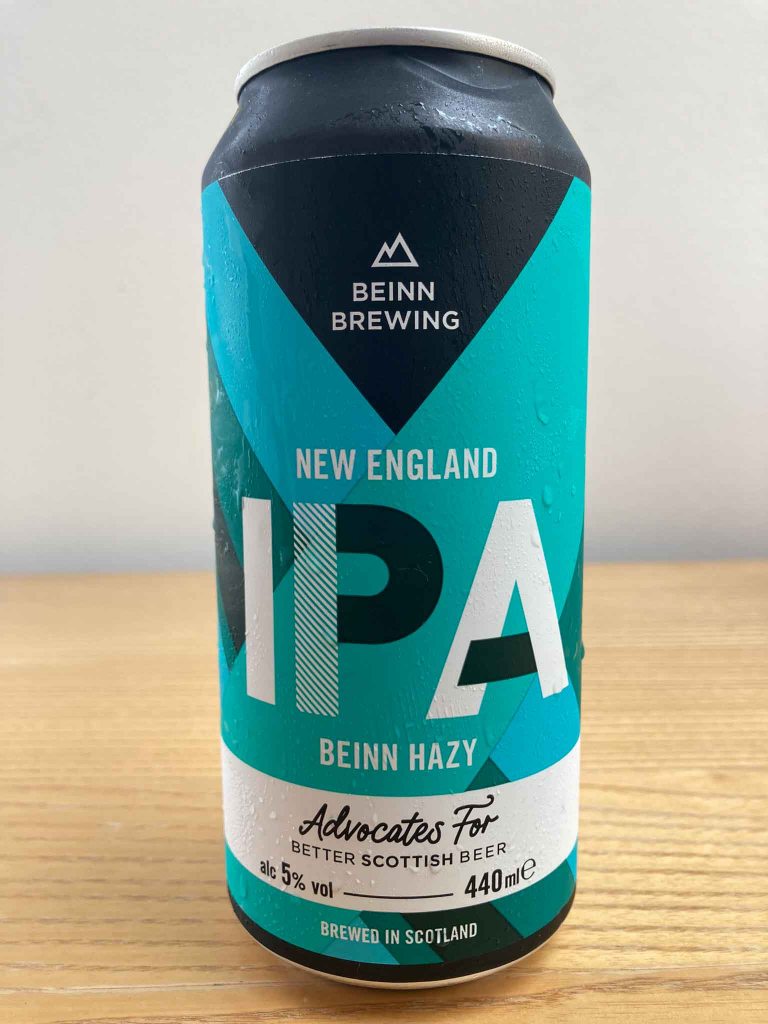 BEINN
BREWING
NEW ENGLAND
IPA
BEINN HAZY
Advocates For
BETTER SCOTTISH BEER
alc 5% vol 440ml℮
BREWED IN SCOTLAND